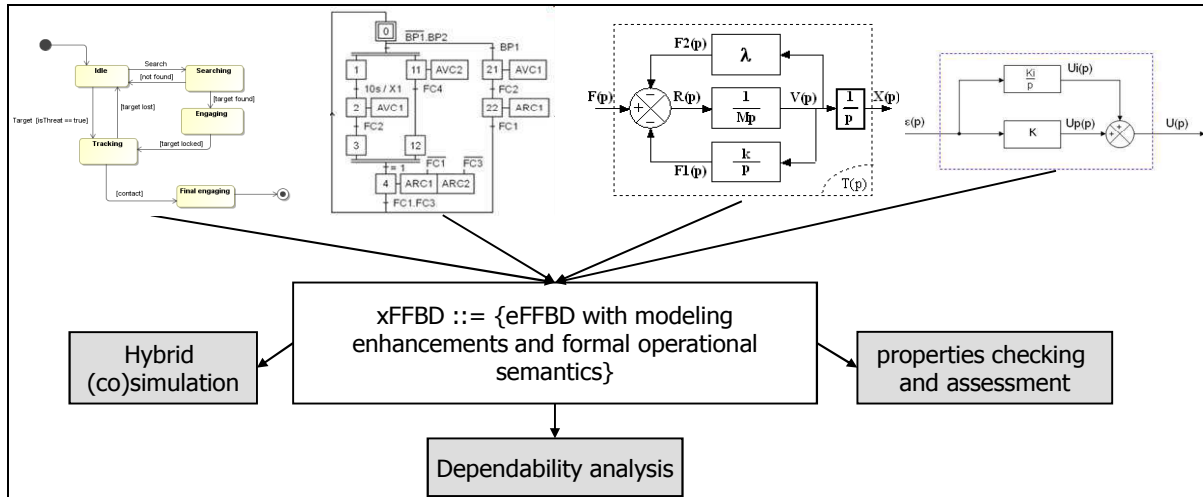 Idle
Search
[not found]
Searching
[target lost]
[target found]
Engaging
Target [isThreat == true]
Tracking
[target locked]
[contact]
Final engaging
0
BP1.BP2
BP1
1
11
AVC2
21
AVC1
10s / X1
FC4
FC2
2
AVC1
22
ARC1
FC2
FC1
3
12
= 1
FC1
FC3
4
ARC1
ARC2
FC1.FC3
F2(p)
λ
F(p)
R(p)
1
Mp
V(p)
1
p
X(p)
k
p
F1(p)
T(p)
Ki
p
Ui(p)
ε(p)
K
Up(p)
U(p)
xFFBD ::= {eFFBD with modeling
enhancements and formal operational
semantics}
Hybrid
(co)simulation
properties checking
and assessment
Dependability analysis